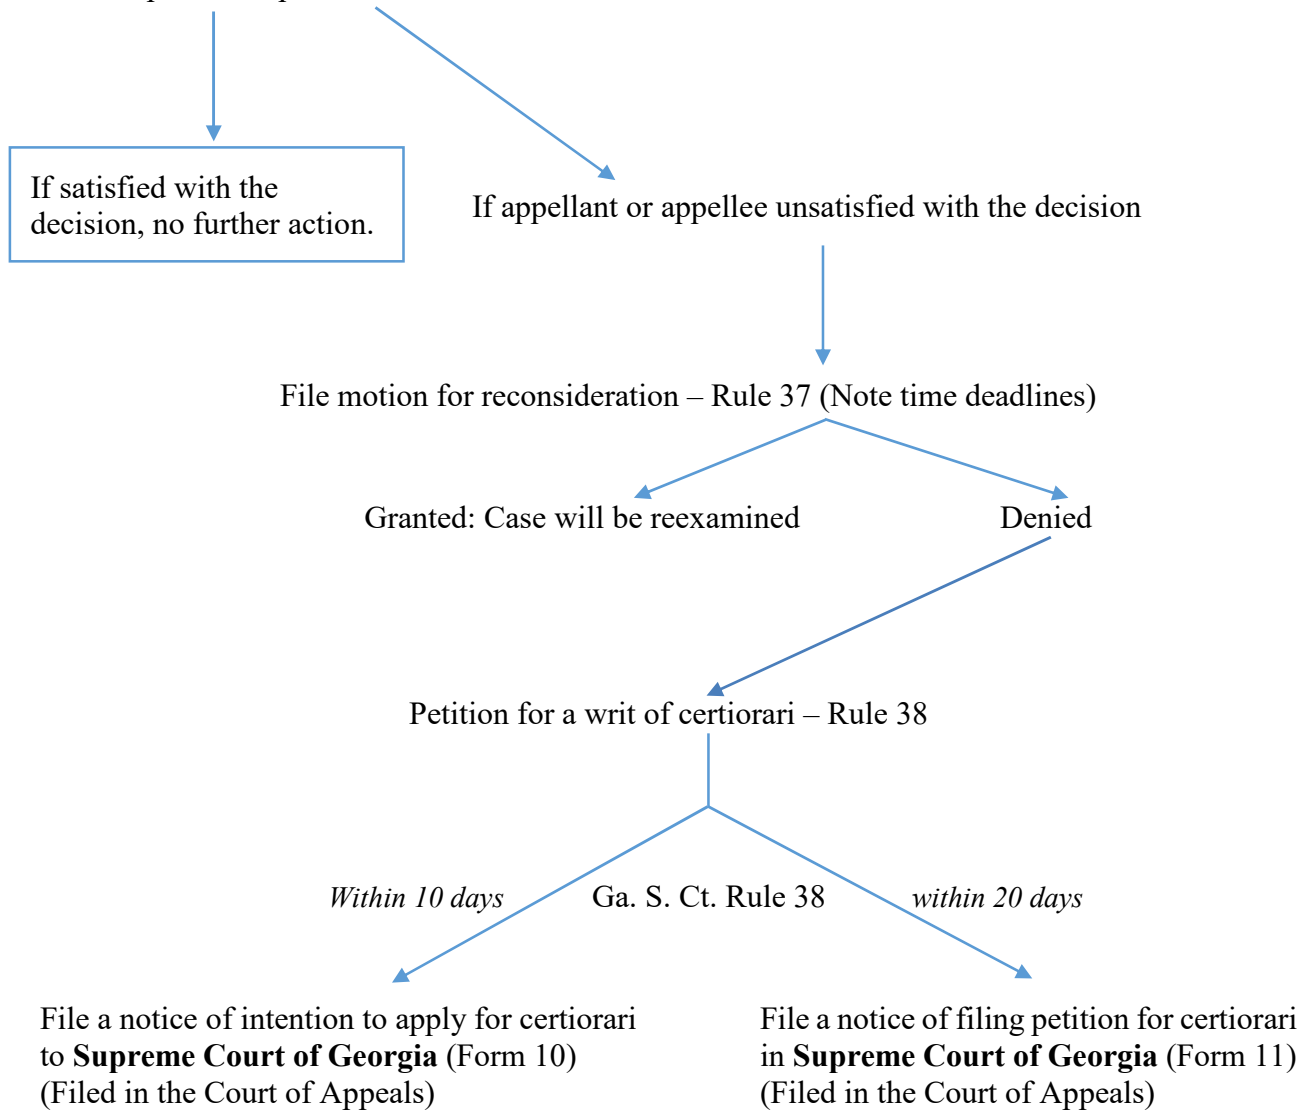 If satisfied with the
decision, no further action.
If appellant or appellee unsatisfied with the decision
File motion for reconsideration – Rule 37 (Note time deadlines)
Granted: Case will be reexamined
Denied
Petition for a writ of certiorari – Rule 38
Within 10 days
Ga. S. Ct. Rule 38
within 20 days
File a notice of intention to apply for certiorari
to Supreme Court of Georgia (Form 10)
(Filed in the Court of Appeals)
File a notice of filing petition for certiorari
in Supreme Court of Georgia (Form 11)
(Filed in the Court of Appeals)